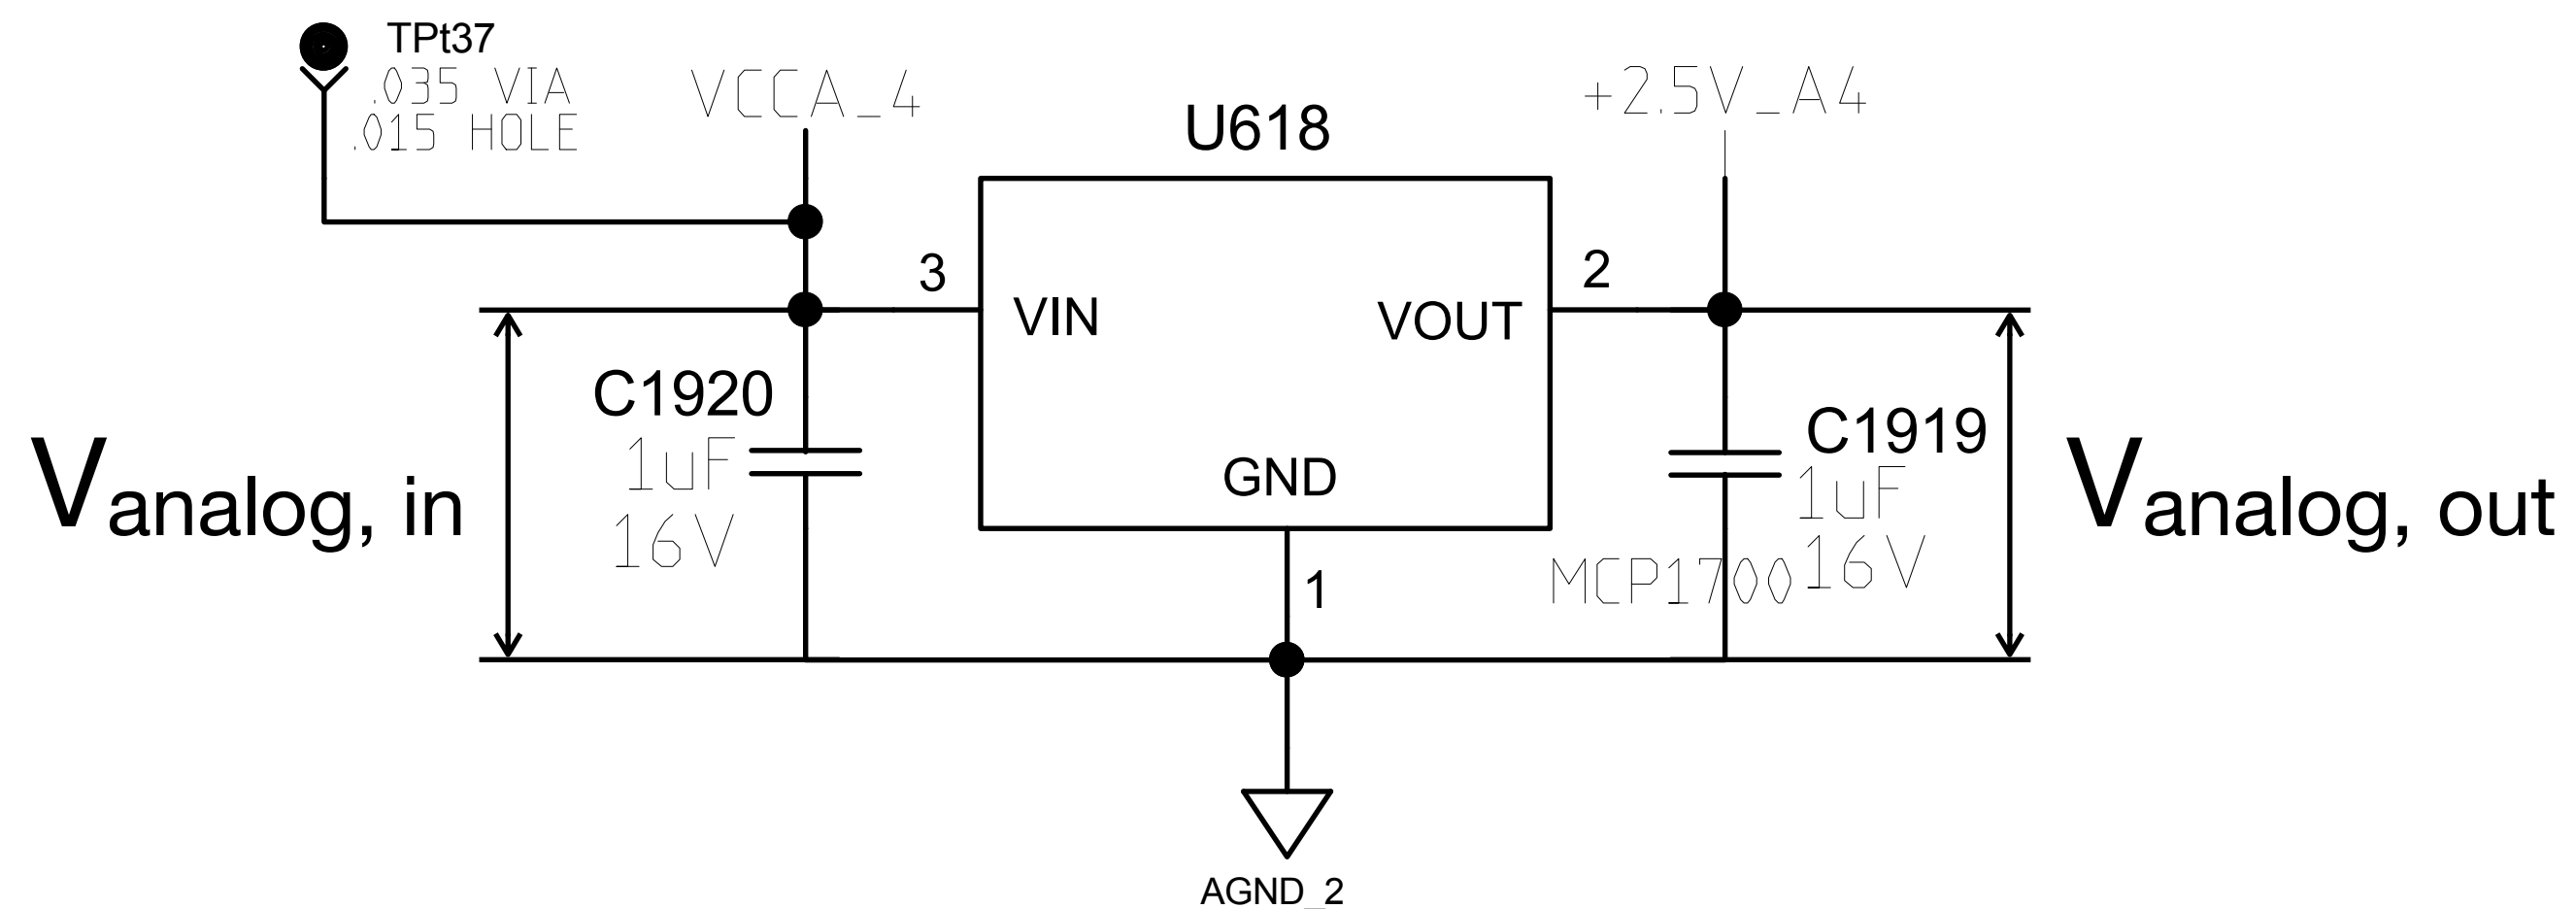 TPt37
.035 VIA
.015 HOLE
VCCA_4
U618
+2.5V_A4
3
2
VIN
VOUT
GND
1
C1920
1uF
16V
C1919
1uF
16V
MCP1700
Vanalog, in
Vanalog, out
AGND_2